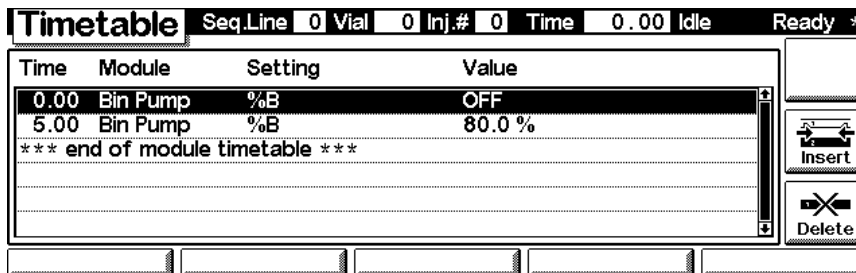 Timetable Seq.Line 0 Vial 0 Inj.# 0 Time 0.00 Idle Ready *
Time Module Setting Value
0.00 Bin Pump %B OFF
5.00 Bin Pump %B 80.0 %
*** end of module timetable ***
Insert
Delete